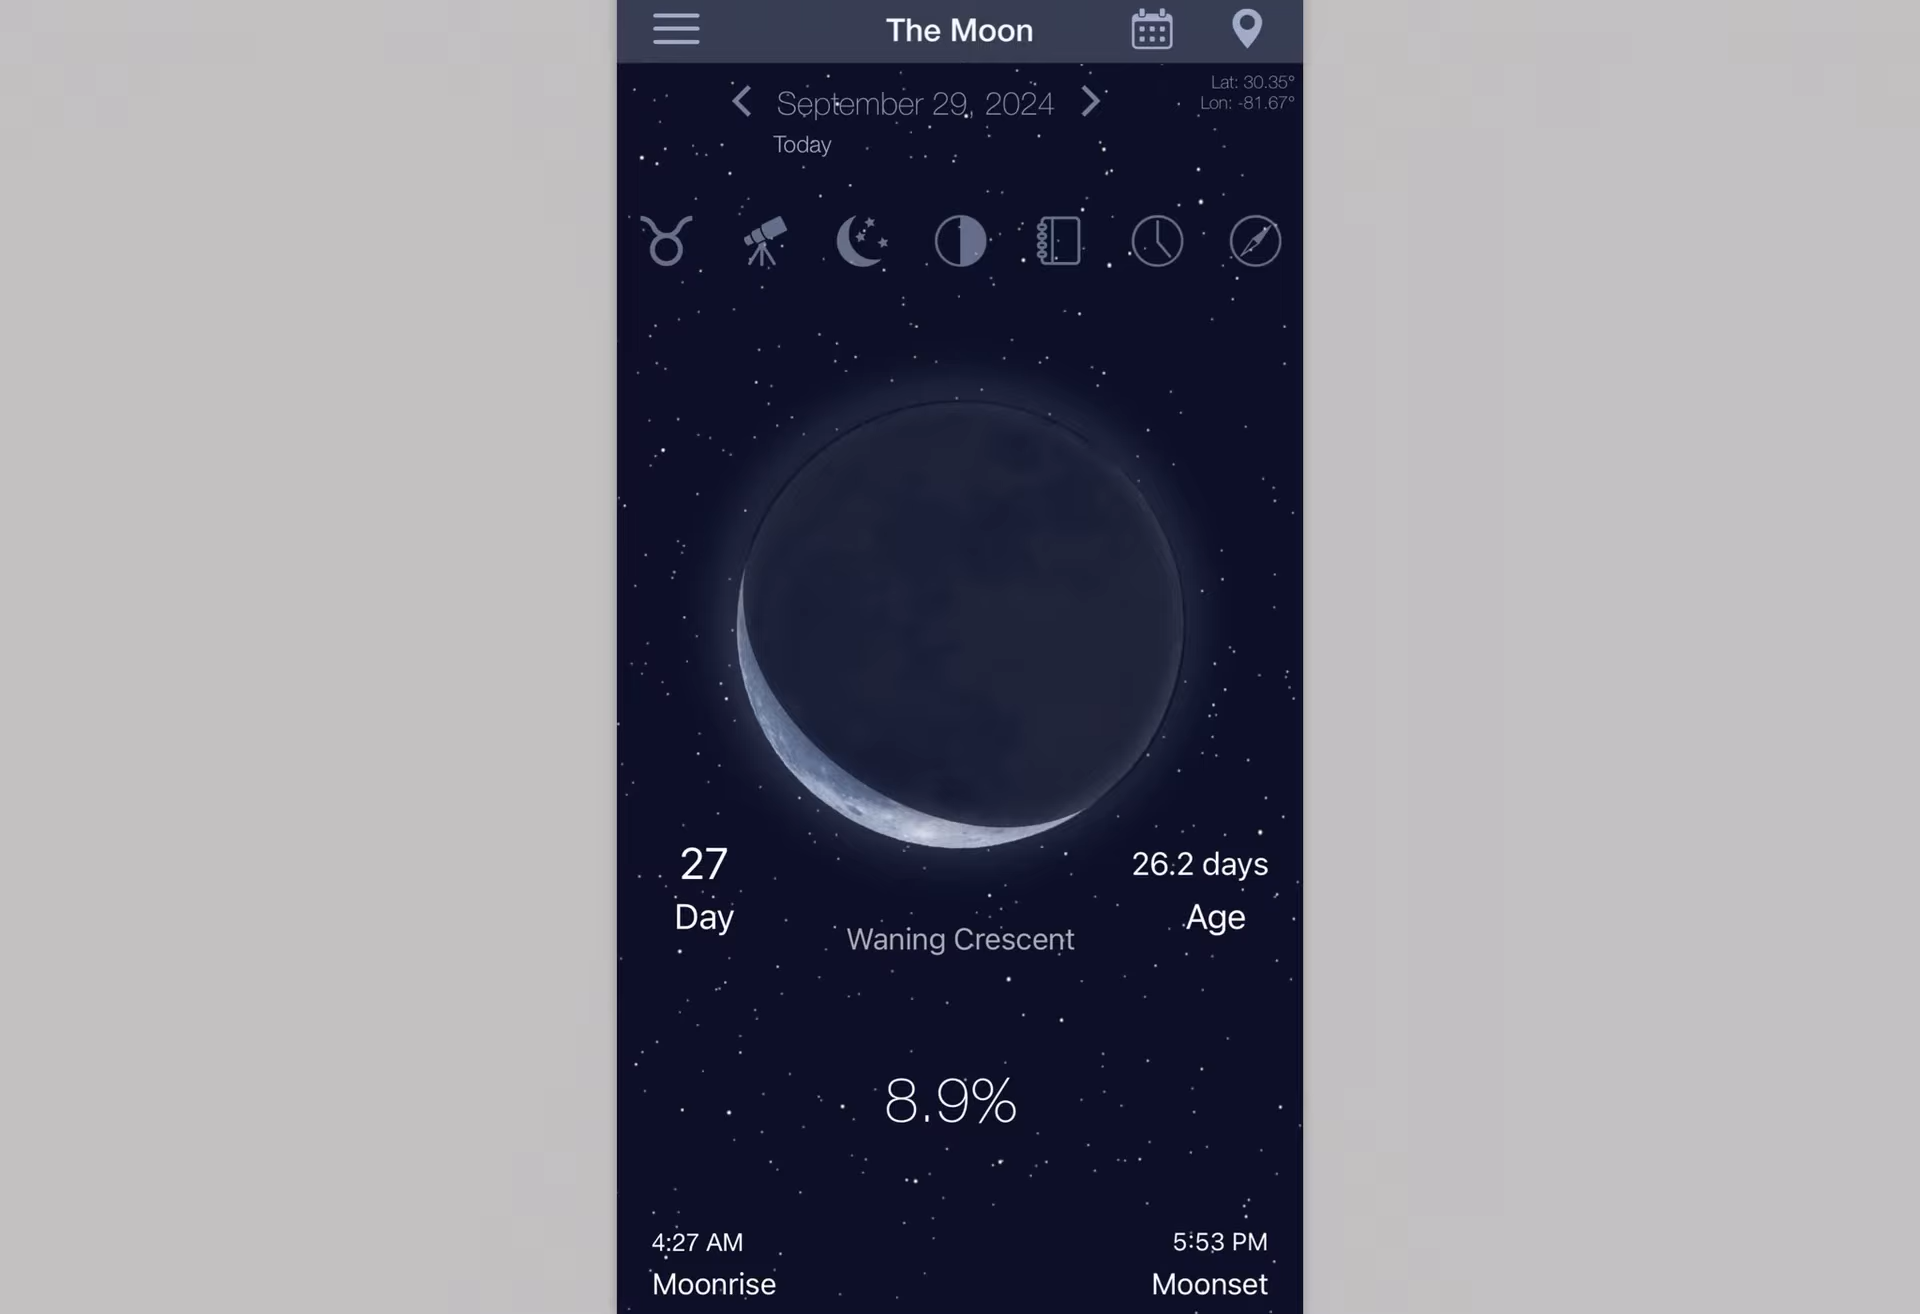 The Moon
Lat: 30.35°
September 29, 2024
Lon: -81.67°
Today
27
26.2 days
Day
Age
Waning Crescent
8.9%
4:27 AM
5:53 PM
Moonrise
Moonset